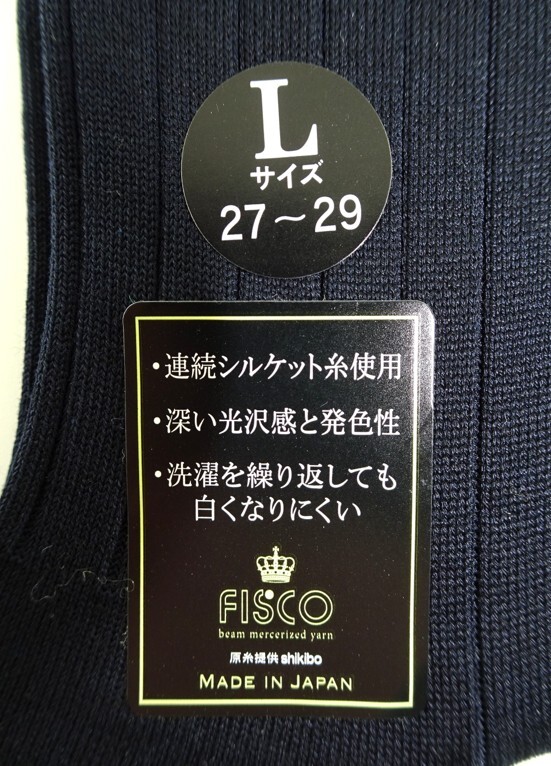 L
サイズ
27～29
・連続シルケット糸使用
・深い光沢感と発色性
・洗濯を繰り返しても
白くなりにくい
FISCO
beam mercerized yarn
原糸提供 shikibo
MADE IN JAPAN